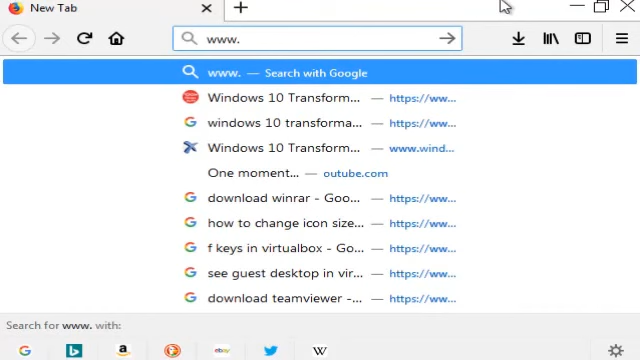 New Tab
www.
www. — Search with Google
Windows 10 Transform... — https://ww...
windows 10 transforma... — https://ww...
Windows 10 Transform... — www.wind...
One moment... — outube.com
download winrar - Goo... — https://ww...
how to change icon size... — https://ww...
f keys in virtualbox - Go... — https://ww...
see guest desktop in vir... — https://ww...
download teamviewer -... — https://ww...
Search for www. with:
G b a ebay W